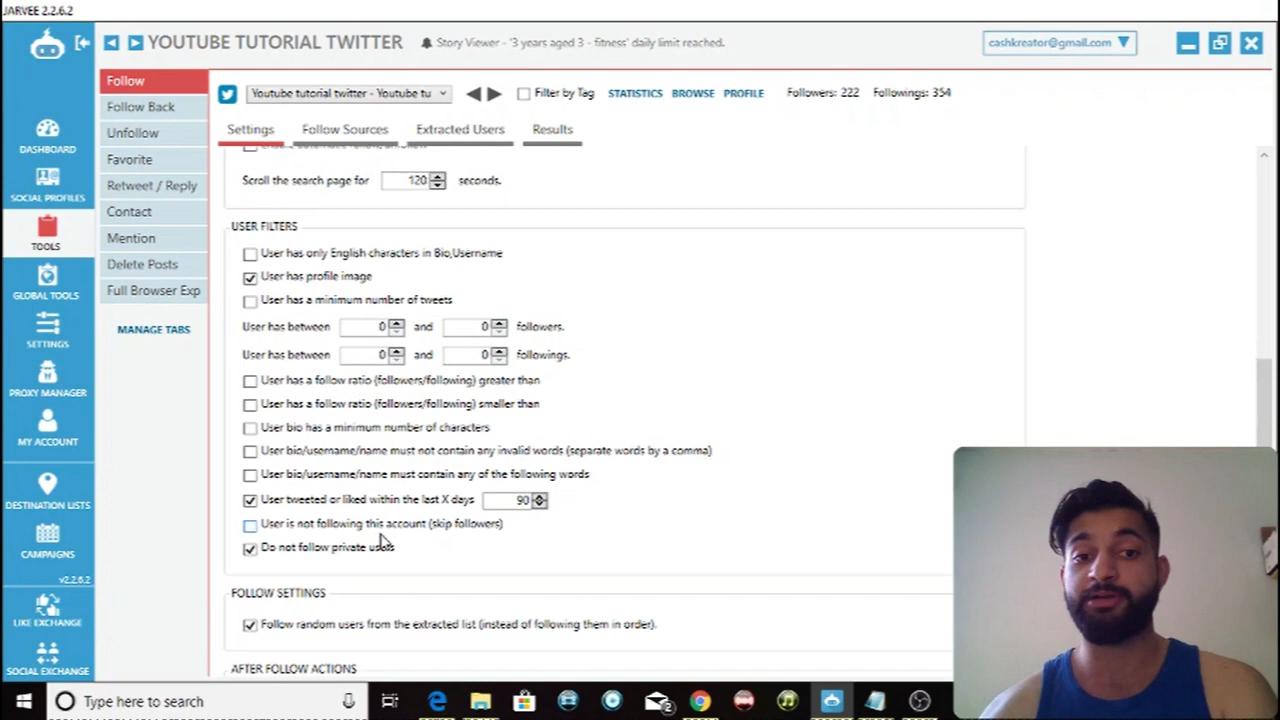 JARVEE 2.2.6.2
YOUTUBE TUTORIAL TWITTER
Story Viewer - '3 years aged 3 - fitness' daily limit reached.
cashkreator@gmail.com
Follow
Follow Back
Unfollow
Favorite
Retweet / Reply
Contact
Mention
Delete Posts
Full Browser Exp
MANAGE TABS
DASHBOARD
SOCIAL PROFILES
TOOLS
GLOBAL TOOLS
SETTINGS
PROXY MANAGER
MY ACCOUNT
DESTINATION LISTS
CAMPAIGNS
v2.2.6.2
LIKE EXCHANGE
SOCIAL EXCHANGE
Youtube tutorial twitter - Youtube tu
Filter by Tag
STATISTICS
BROWSE
PROFILE
Followers: 222
Followings: 354
Settings
Follow Sources
Extracted Users
Results
Scroll the search page for 120 seconds.
USER FILTERS
User has only English characters in Bio,Username
User has profile image
User has a minimum number of tweets
User has between 0 and 0 followers.
User has between 0 and 0 followings.
User has a follow ratio (followers/following) greater than
User has a follow ratio (followers/following) smaller than
User bio has a minimum number of characters
User bio/username/name must not contain any invalid words (separate words by a comma)
User bio/username/name must contain any of the following words
User tweeted or liked within the last X days 90
User is not following this account (skip followers)
Do not follow private users
FOLLOW SETTINGS
Follow random users from the extracted list (instead of following them in order).
AFTER FOLLOW ACTIONS
Type here to search
2